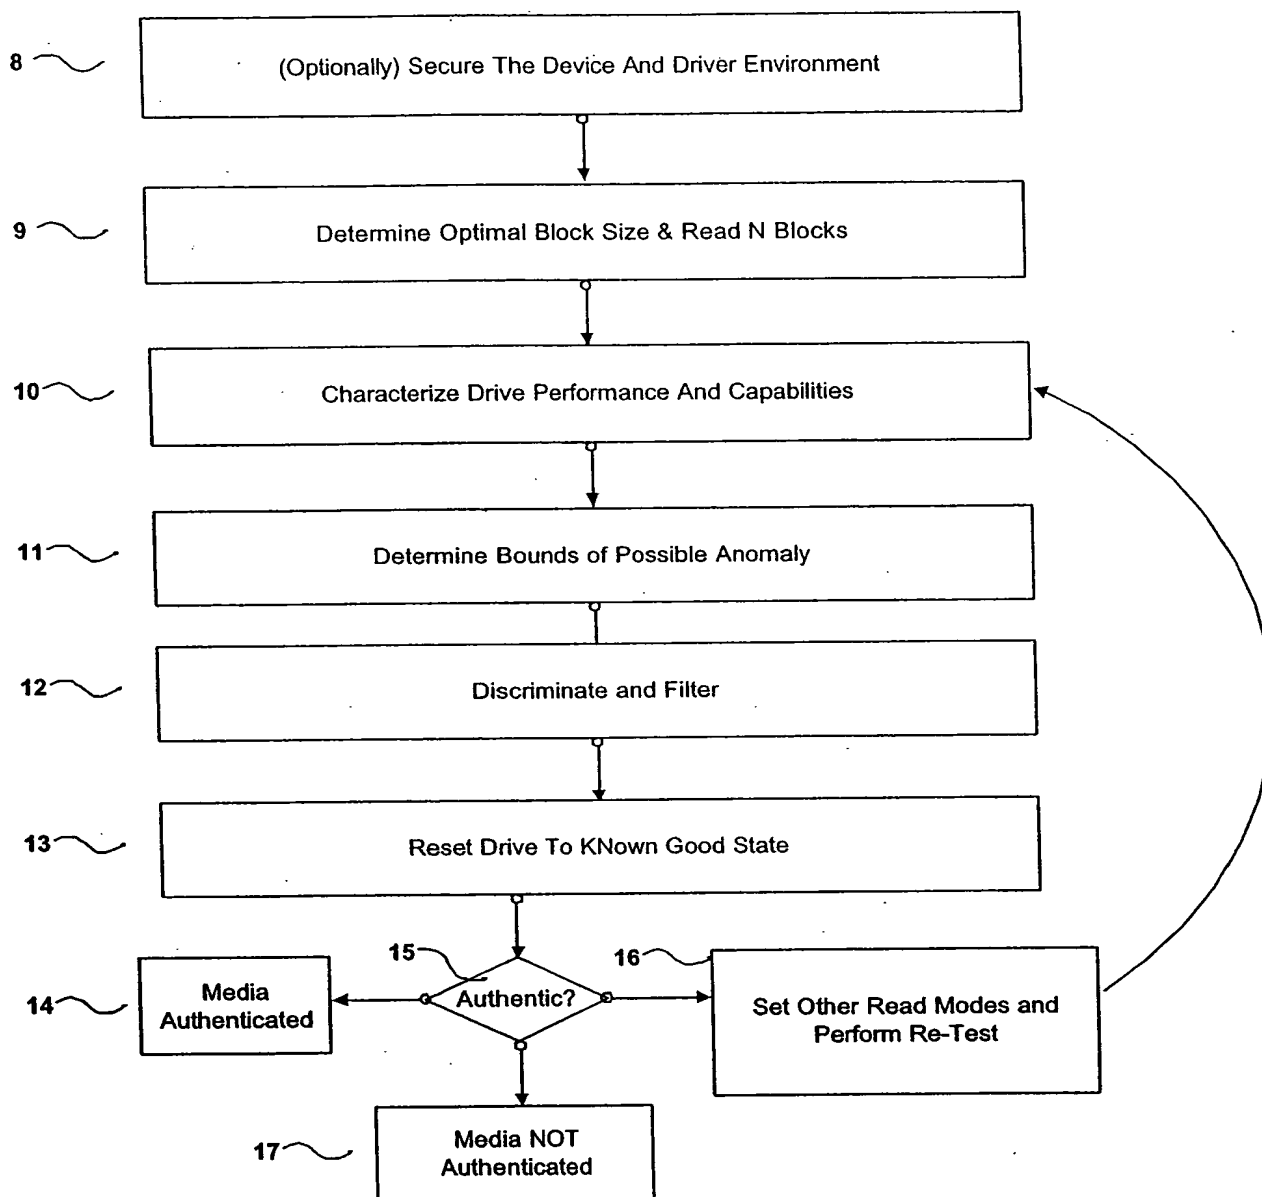 8
(Optionally) Secure The Device And Driver Environment
9
Determine Optimal Block Size & Read N Blocks
10
Characterize Drive Performance And Capabilities
11
Determine Bounds of Possible Anomaly
12
Discriminate and Filter
13
Reset Drive To KNown Good State
14
Media
Authenticated
15
Authentic?
16
Set Other Read Modes and
Perform Re-Test
17
Media NOT
Authenticated